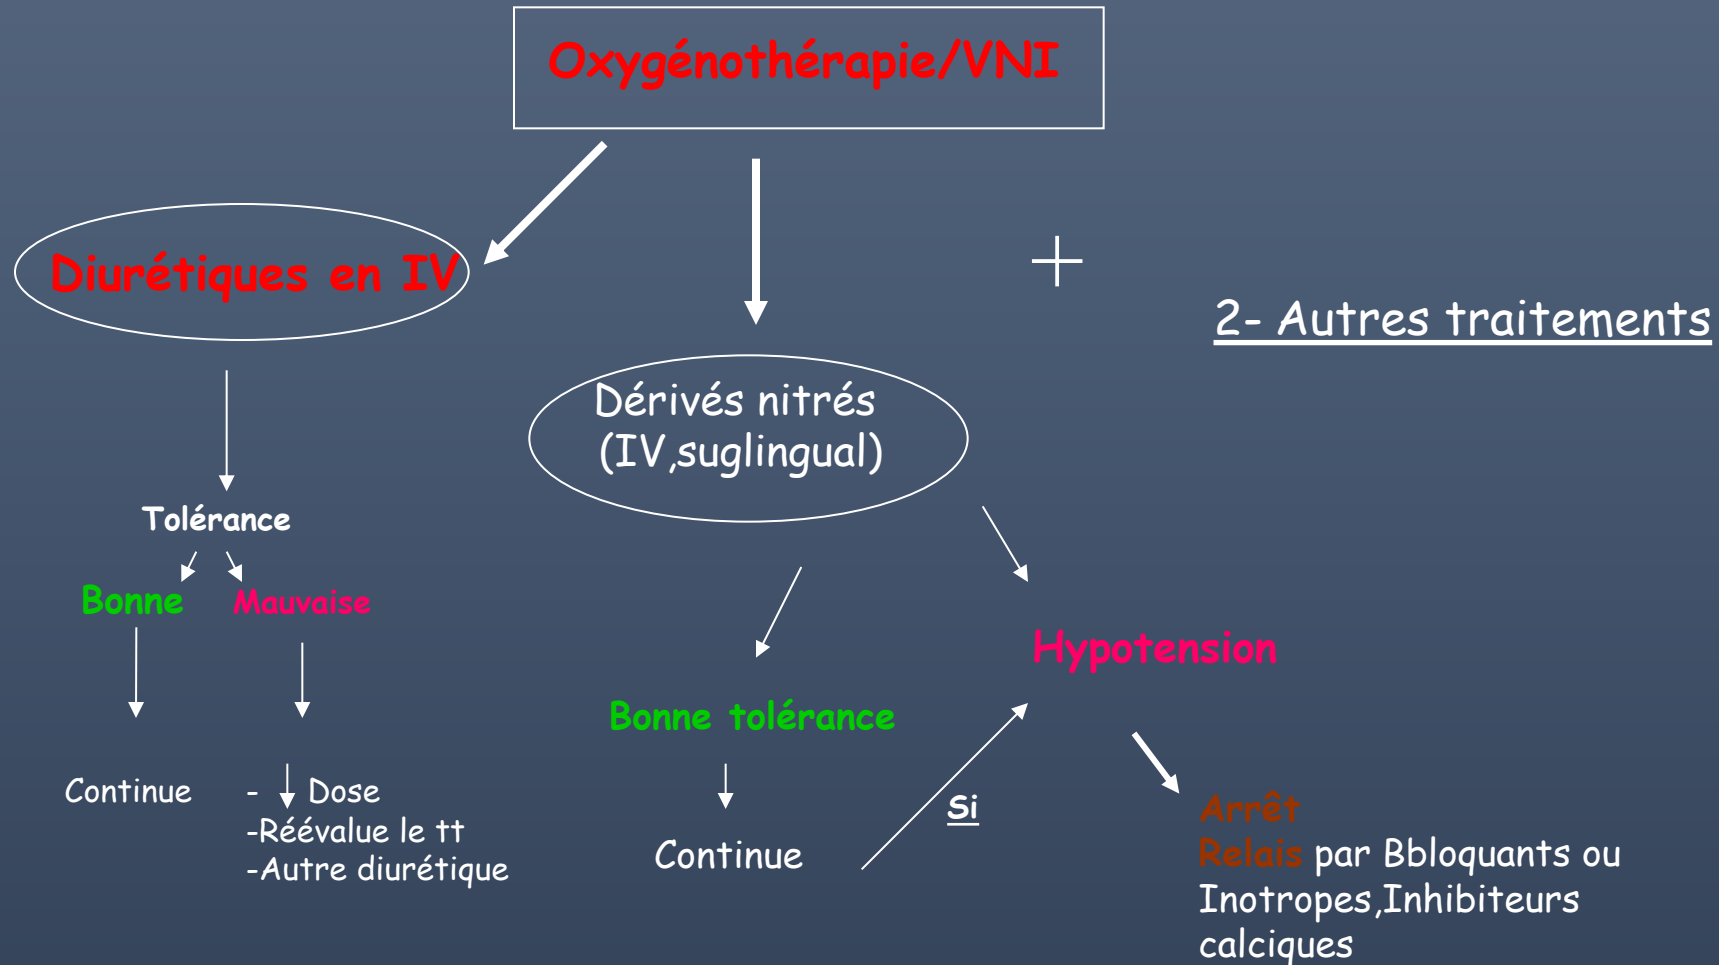 Oxygénothérapie/VNI
Diurétiques en IV
2- Autres traitements
Dérivés nitrés
(IV,suglingual)
Tolérance
Bonne
Mauvaise
Hypotension
Bonne tolérance
Continue
- ↓ Dose
-Réévalue le tt
-Autre diurétique
Continue
Si
Arrêt
Relais par Bbloquants ou
Inotropes,Inhibiteurs
calciques